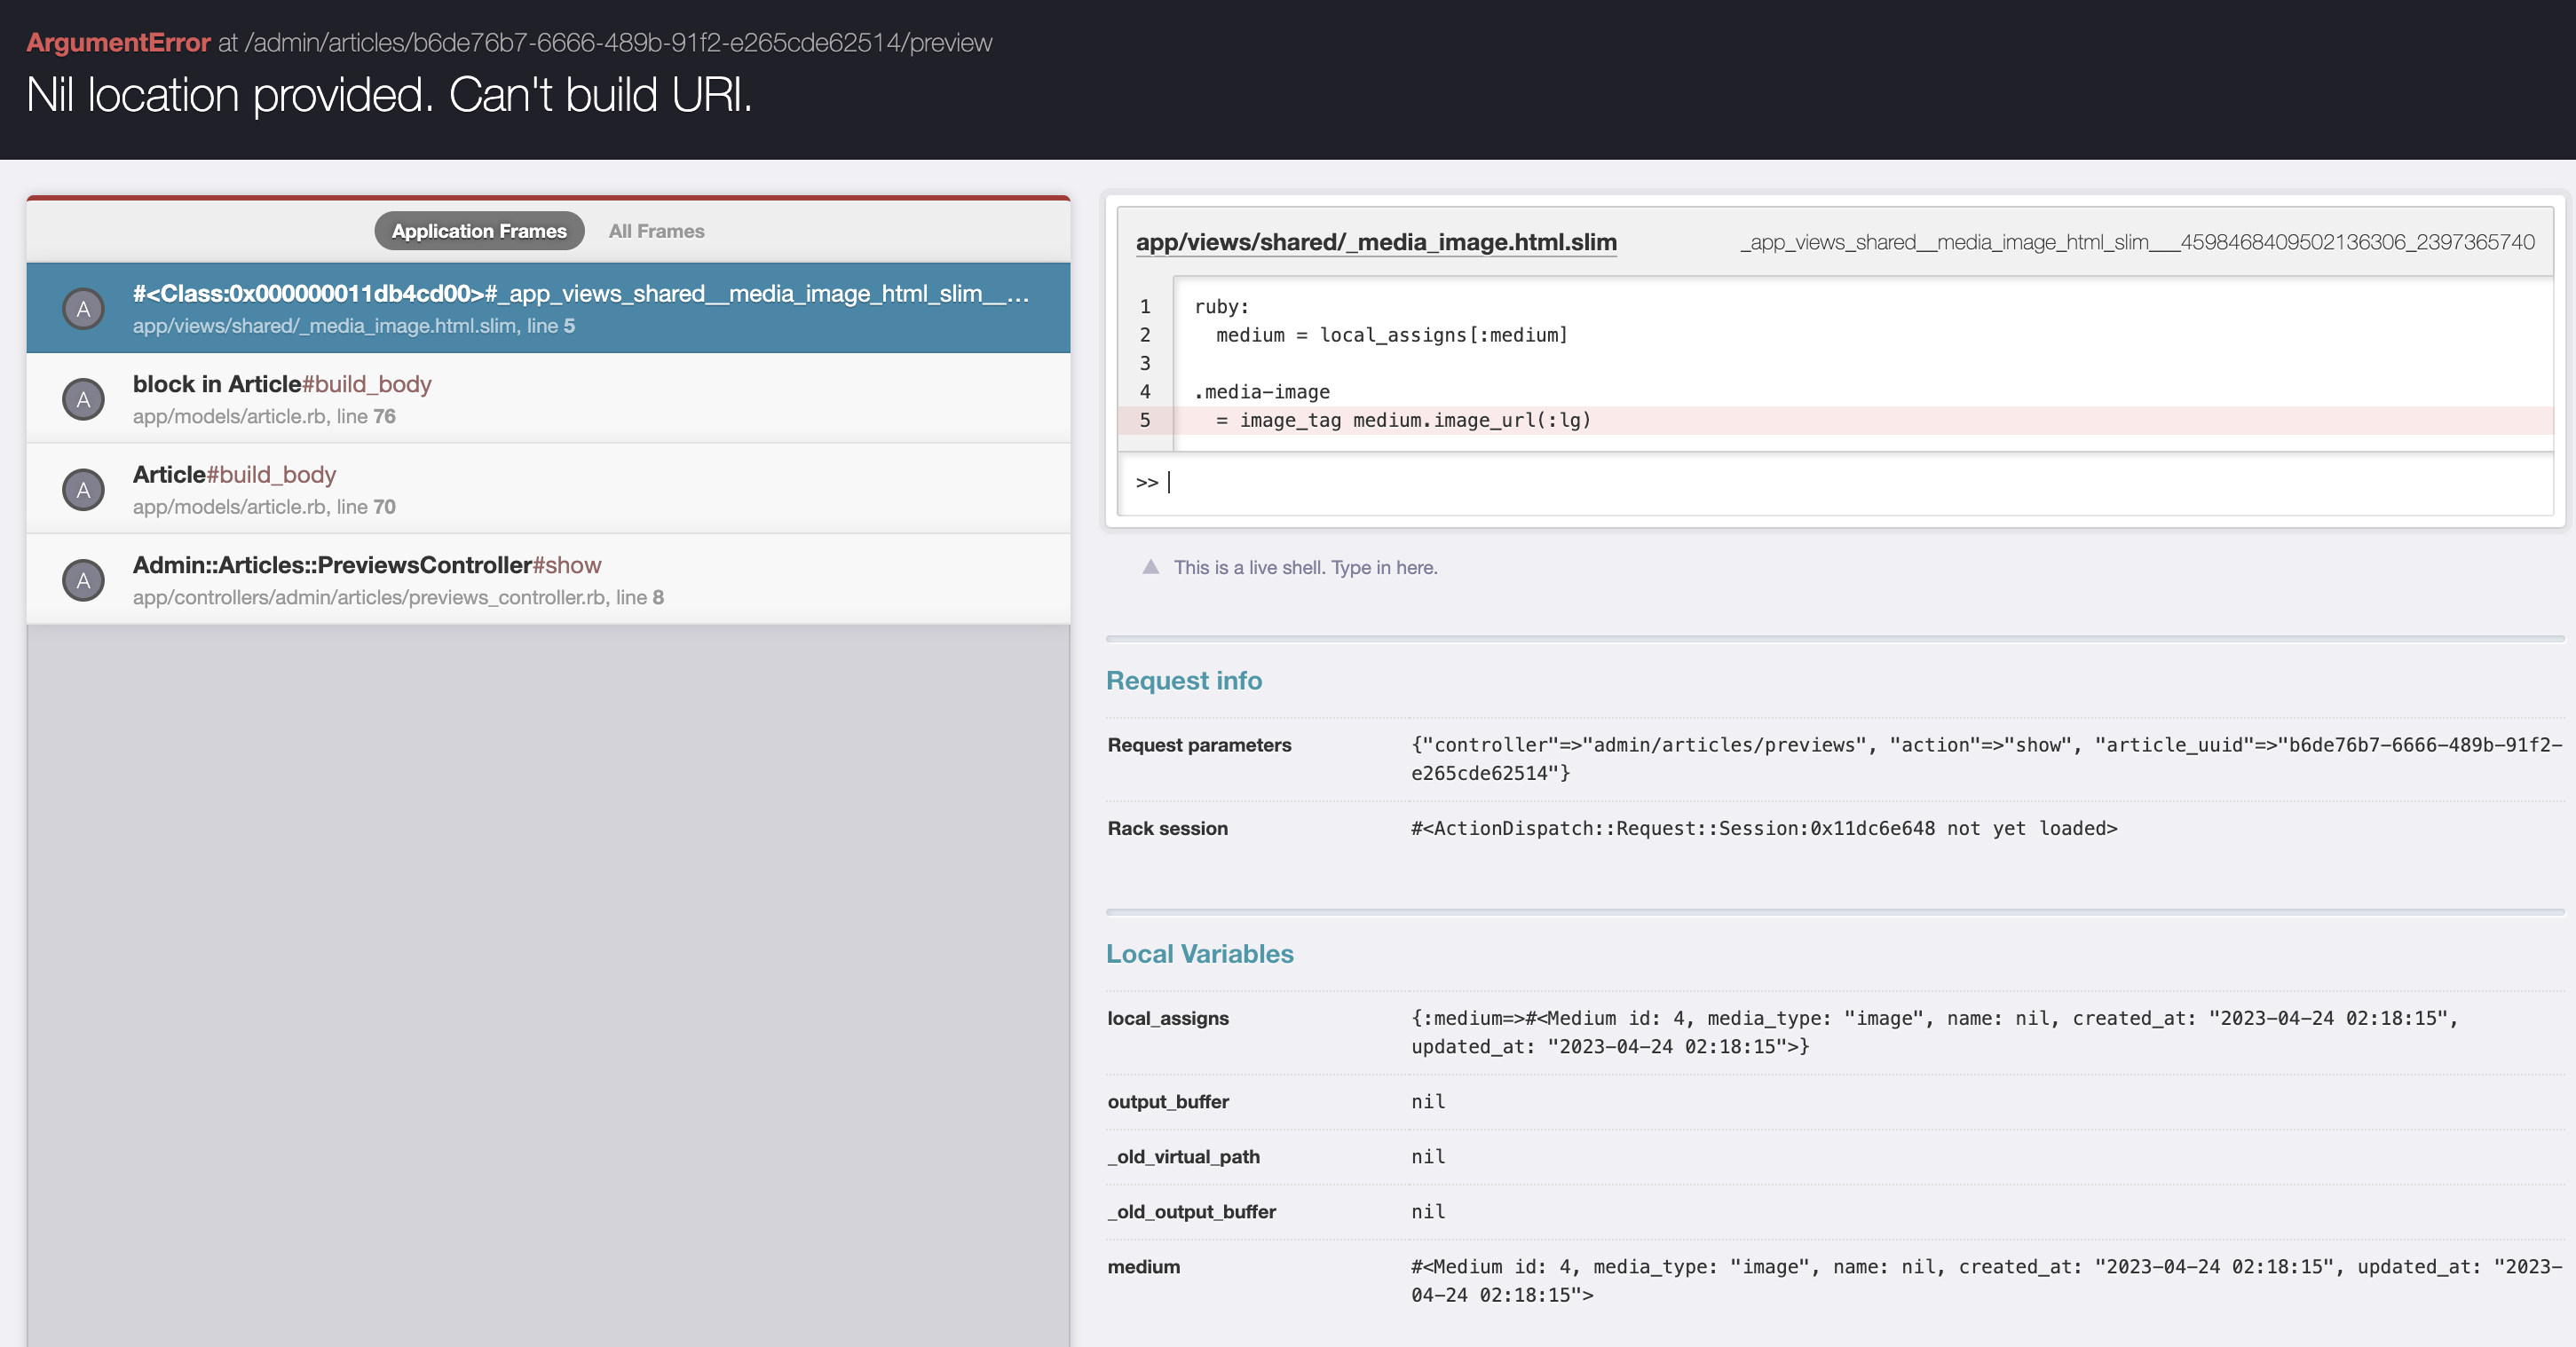 ArgumentError at /admin/articles/b6de76b7-6666-489b-91f2-e265cde62514/preview
Nil location provided. Can't build URI.
Application Frames All Frames
A
#<Class:0x000000011db4cd00>#_app_views_shared__media_image_html_slim__...
app/views/shared/_media_image.html.slim, line 5
A
block in Article#build_body
app/models/article.rb, line 76
A
Article#build_body
app/models/article.rb, line 70
A
Admin::Articles::PreviewsController#show
app/controllers/admin/articles/previews_controller.rb, line 8
app/views/shared/_media_image.html.slim _app_views_shared__media_image_html_slim___4598468409502136306_2397365740
1 ruby:
2 medium = local_assigns[:medium]
3
4 .media-image
5 = image_tag medium.image_url(:lg)
>>
This is a live shell. Type in here.
Request info
Request parameters {"controller"=>"admin/articles/previews", "action"=>"show", "article_uuid"=>"b6de76b7-6666-489b-91f2-
e265cde62514"}
Rack session #<ActionDispatch::Request::Session:0x11dc6e648 not yet loaded>
Local Variables
local_assigns {:medium=>#<Medium id: 4, media_type: "image", name: nil, created_at: "2023-04-24 02:18:15",
updated_at: "2023-04-24 02:18:15">}
output_buffer nil
_old_virtual_path nil
_old_output_buffer nil
medium #<Medium id: 4, media_type: "image", name: nil, created_at: "2023-04-24 02:18:15", updated_at: "2023-
04-24 02:18:15">